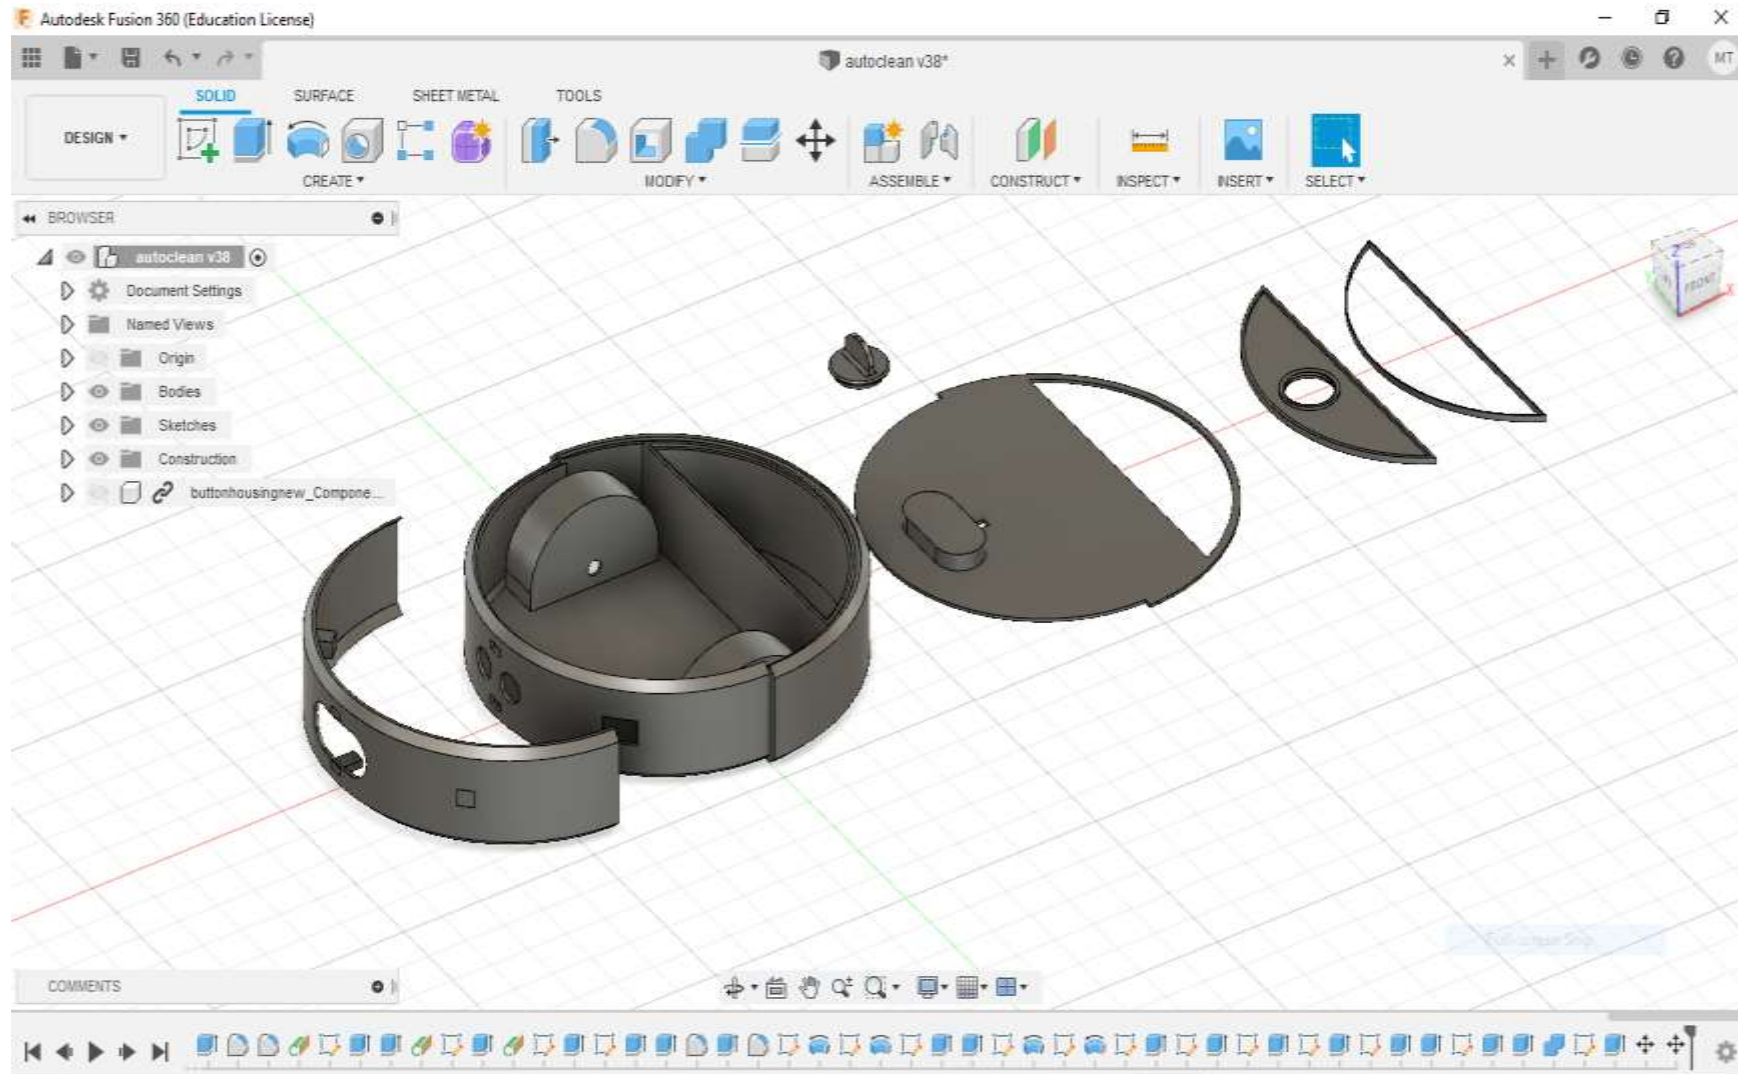 Autodesk Fusion 360 (Education License)
autoclean v38*
MT
SOLID SURFACE SHEET METAL TOOLS
DESIGN
CREATE MODIFY ASSEMBLE CONSTRUCT INSPECT INSERT SELECT
BROWSER
autoclean v38
Document Settings
Named Views
Origin
Bodies
Sketches
Construction
buttonhousingnew_Compone...
FRONT
X
COMMENTS